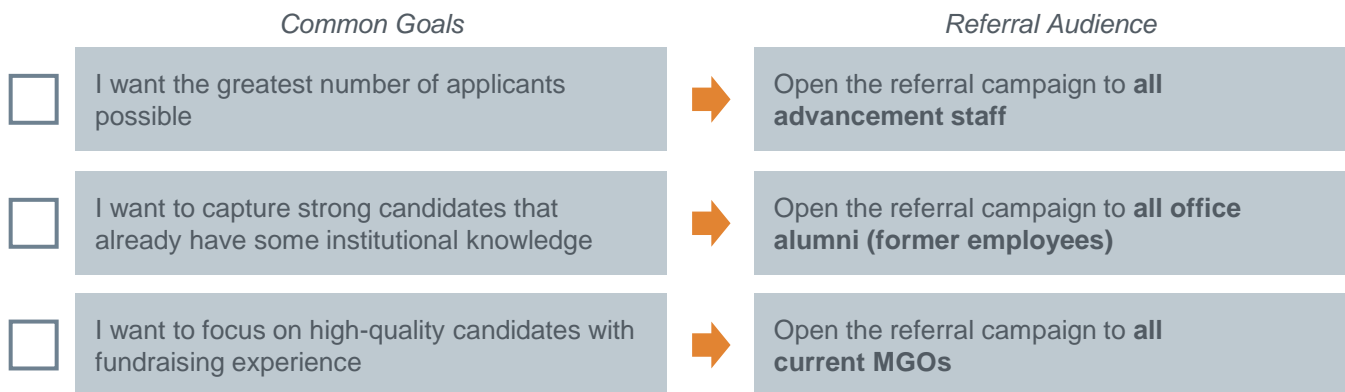 Common Goals
Referral Audience
I want the greatest number of applicants
possible
Open the referral campaign to all
advancement staff
I want to capture strong candidates that
already have some institutional knowledge
Open the referral campaign to all office
alumni (former employees)
I want to focus on high-quality candidates with
fundraising experience
Open the referral campaign to all
current MGOs